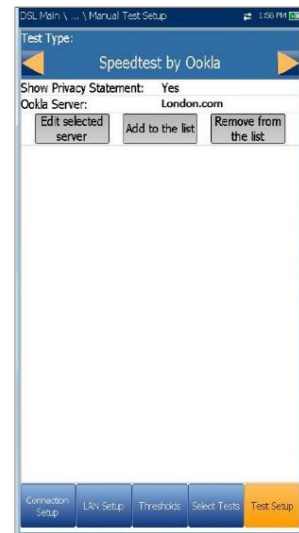 DSL Main \ ... \ Manual Test Setup 1:56 PM
Test Type:
Speedtest by Ookla
Show Privacy Statement: Yes
Ookla Server: London.com
Edit selected server
Add to the list
Remove from the list
Connection Setup
LAN Setup
Thresholds
Select Tests
Test Setup